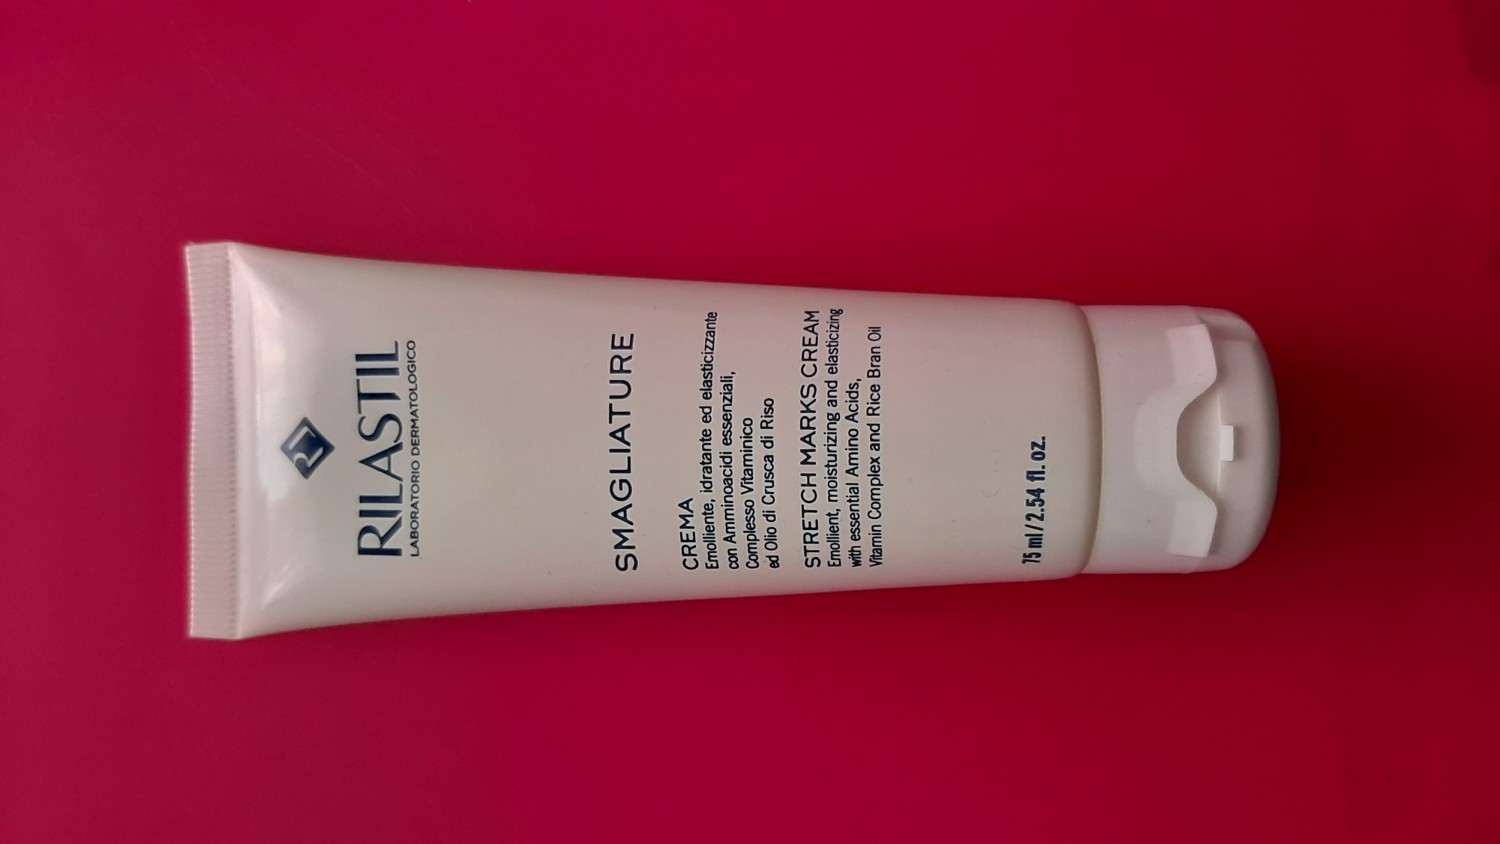 RILASTIL
LABORATORIO DERMATOLOGICO
SMAGLIATURE
CREMA
Emolliente, idratante ed elasticizzante
con Amminoacidi essenziali,
Complesso Vitaminico
ed Olio di Crusca di Riso
STRETCH MARKS CREAM
Emollient, moisturizing and elasticizing
with essential Amino Acids,
Vitamin Complex and Rice Bran Oil
75 ml / 2.54 fl. oz.